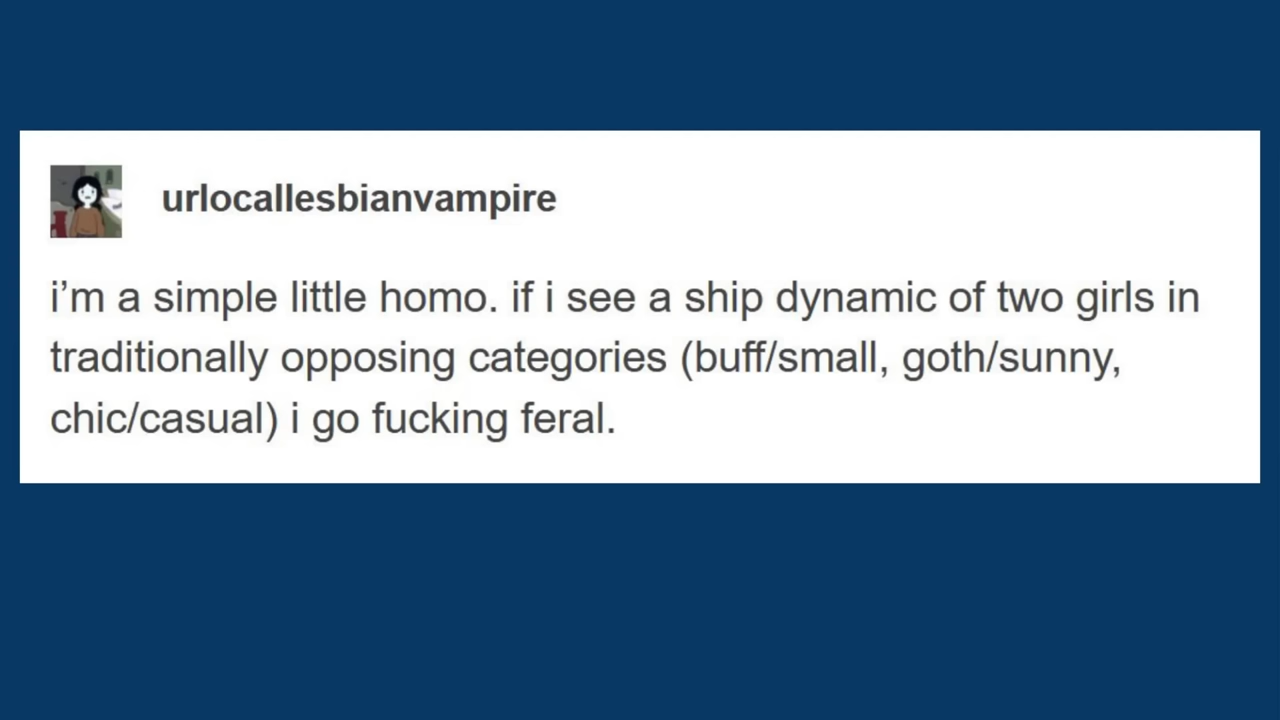 urlocallesbianvampire
i’m a simple little homo. if i see a ship dynamic of two girls in
traditionally opposing categories (buff/small, goth/sunny,
chic/casual) i go fucking feral.